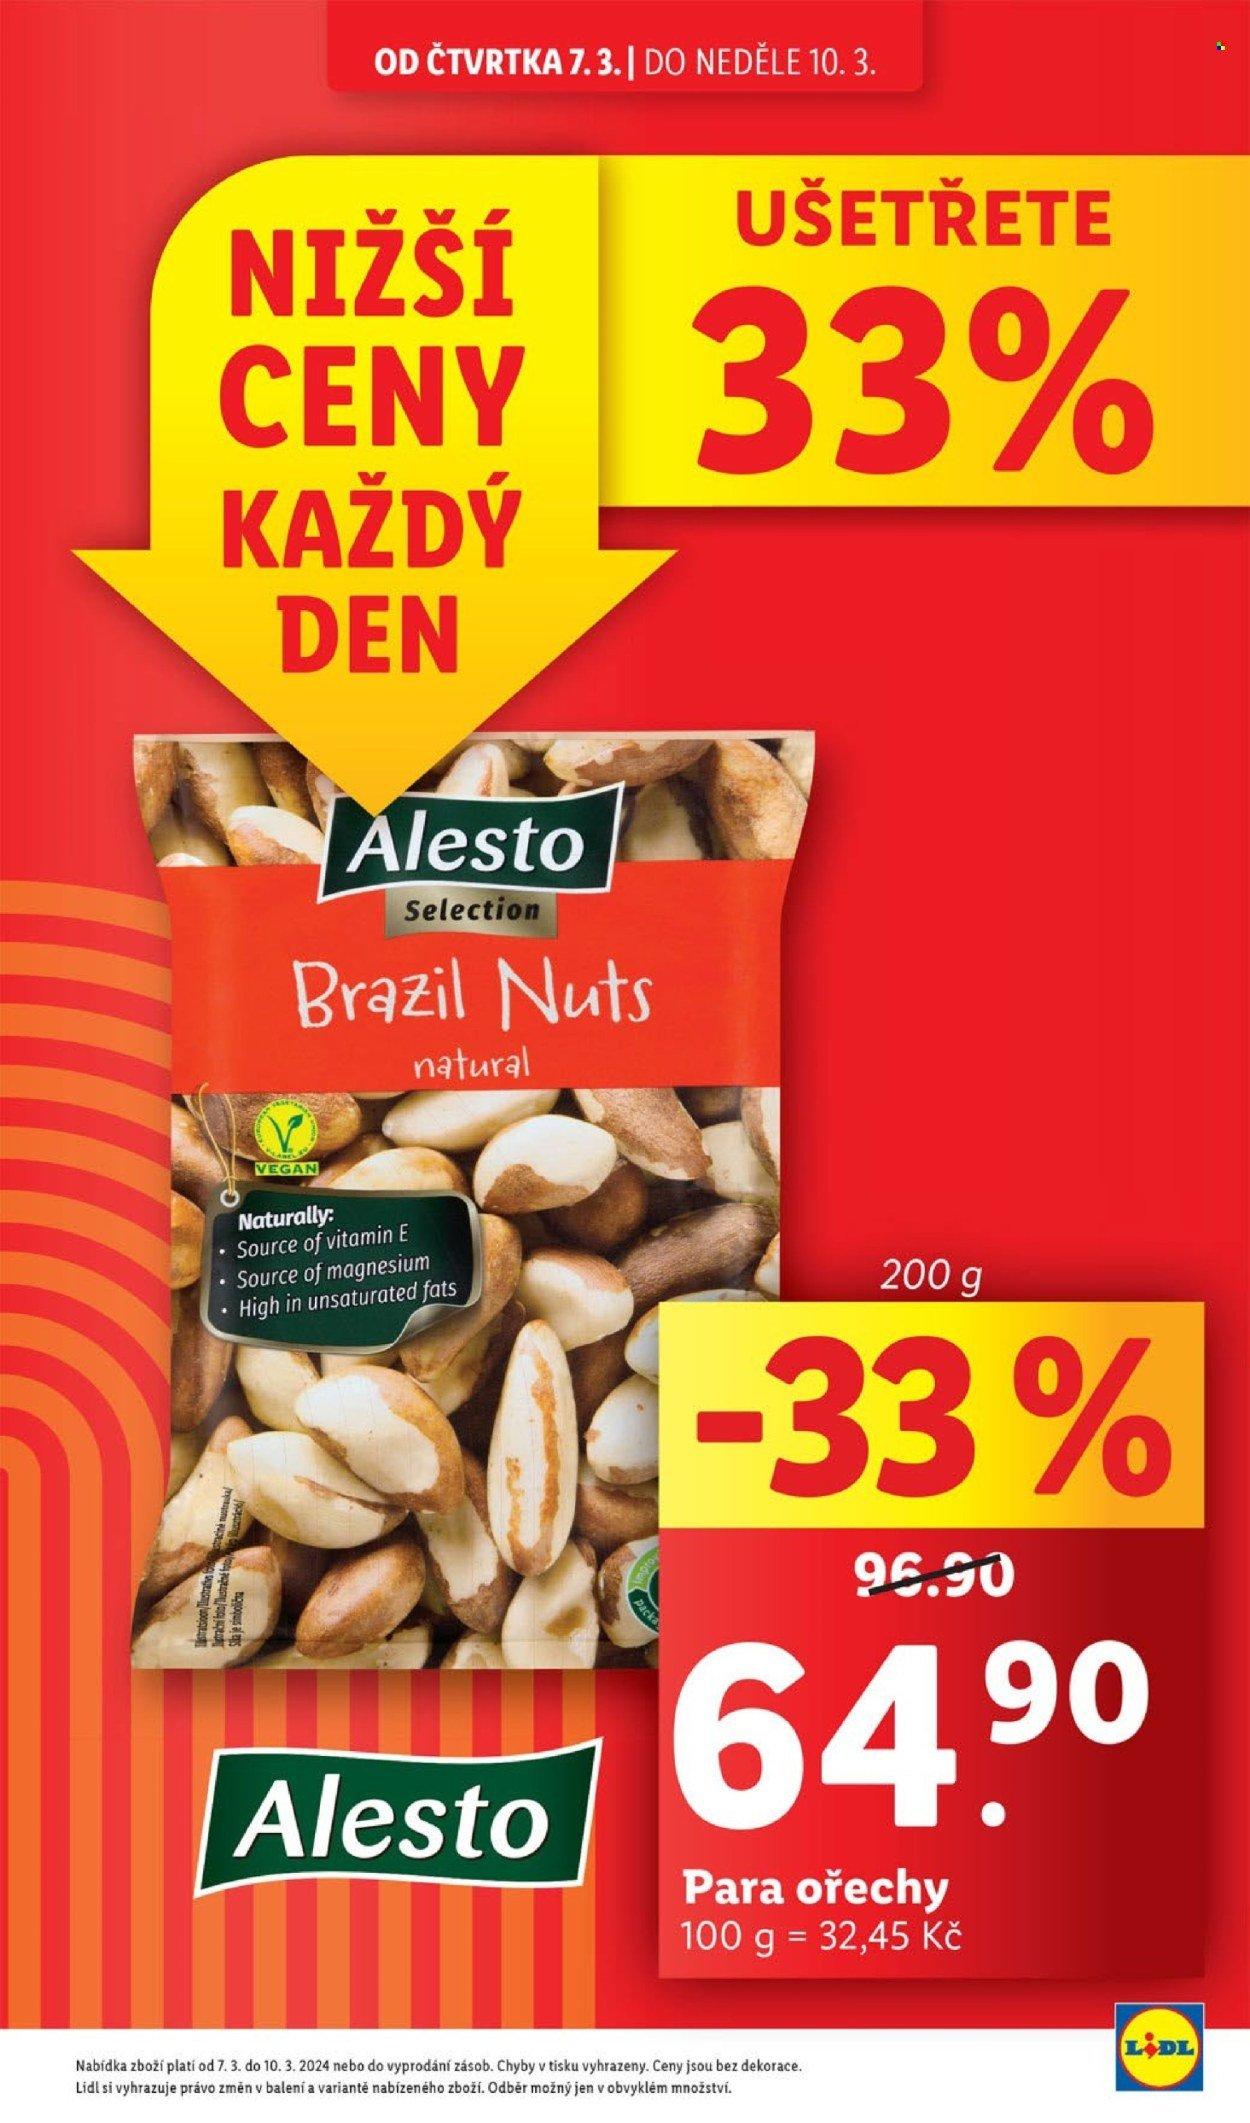 OD ČTVRTKA 7. 3. | DO NEDĚLE 10. 3.
NIŽŠÍ
CENY
KAŽDÝ
DEN
UŠETŘETE
33%
Alesto
Selection
Brazil Nuts
natural
V-LABEL.EU
VEGAN
Naturally:
• Source of vitamin E
• Source of magnesium
• High in unsaturated fats
200 g
-33 %
96.90
64.90
Para ořechy
100 g = 32,45 Kč
Alesto
LIDL
Nabídka zboží platí od 7. 3. do 10. 3. 2024 nebo do vyprodání zásob. Chyby v tisku vyhrazeny. Ceny jsou bez dekorace.
Lidl si vyhrazuje právo změn v balení a variantě nabízeného zboží. Odběr možný jen v obvyklém množství.